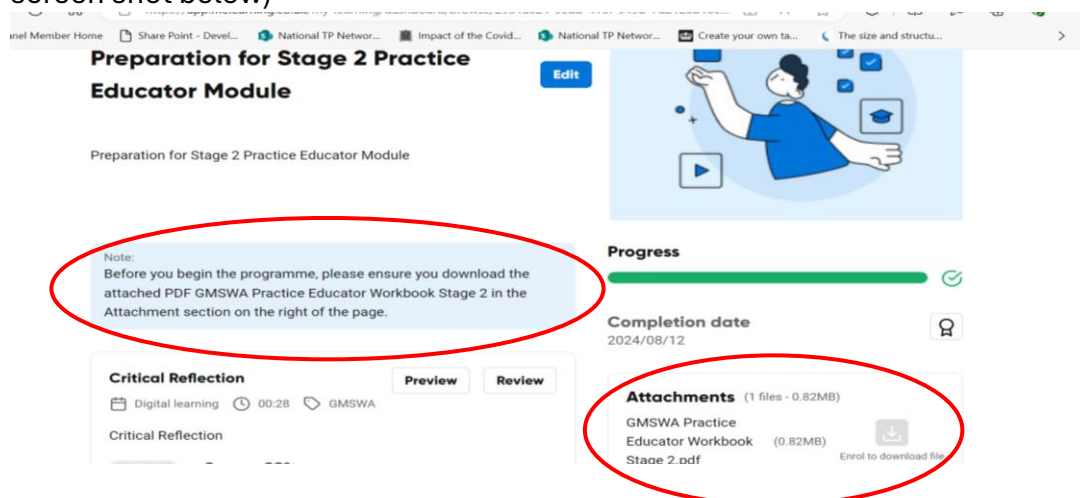 screen shot below)
Member Home
Share Point - Devel...
National TP Networ...
Impact of the Covid...
National TP Networ...
Create your own ta...
The size and structu...
Preparation for Stage 2 Practice
Educator Module
Edit
Preparation for Stage 2 Practice Educator Module
Note:
Before you begin the programme, please ensure you download the
attached PDF GMSWA Practice Educator Workbook Stage 2 in the
Attachment section on the right of the page.
Critical Reflection
Preview
Review
Digital learning
00:28
GMSWA
Critical Reflection
Progress
Completion date
2024/08/12
Attachments (1 files - 0.82MB)
GMSWA Practice
Educator Workbook (0.82MB)
Stage 2.pdf
Enrol to download file